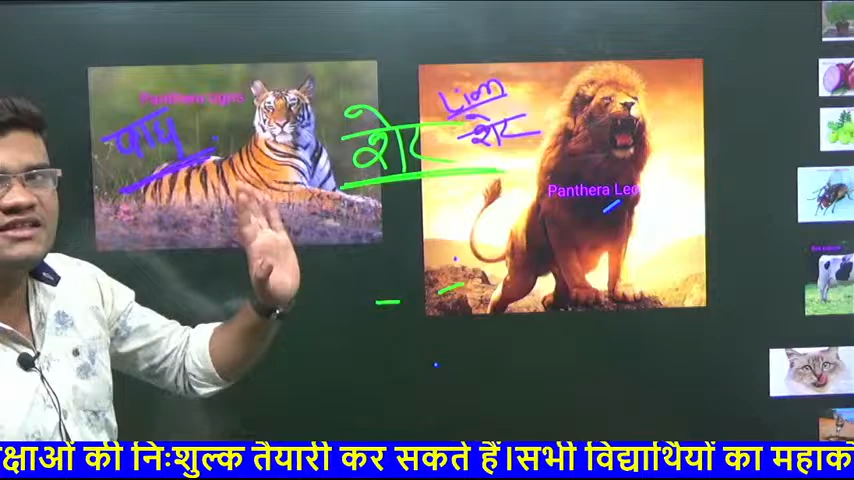 Panthera tigris
Lion
शेर
शेर
Panthera Leo
क्षाओं की निःशुल्क तैयारी कर सकते हैं।सभी विद्यार्थियों का महाक